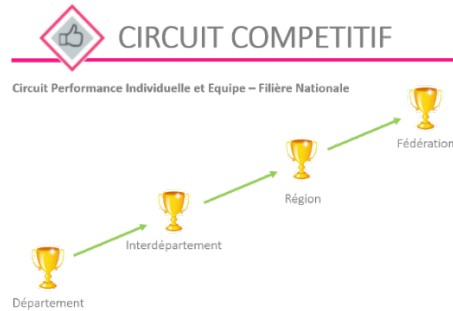 CIRCUIT COMPETITIF
Circuit Performance Individuelle et Equipe – Filière Nationale
Fédération
Région
Interdépartement
Département